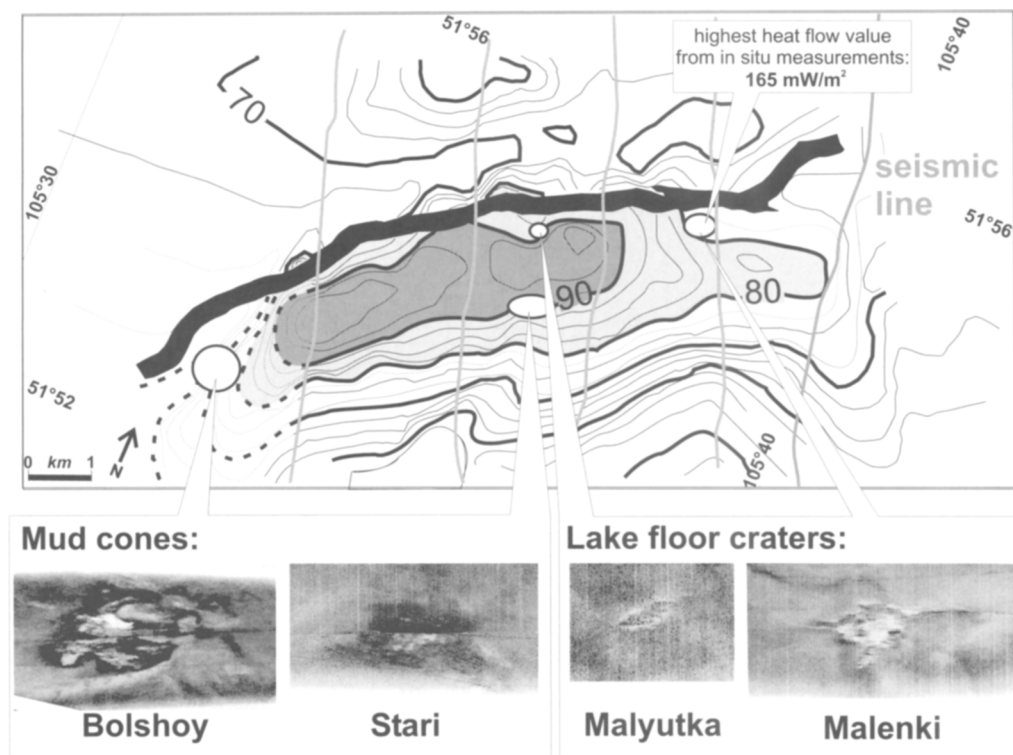 51°56
105°40
highest heat flow value
from in situ measurements:
165 mW/m²
70
105°30
seismic
line
51°56
90
80
51°52
0 km 1
N
105°40
Mud cones:
Lake floor craters:
Bolshoy
Stari
Malyutka
Malenki